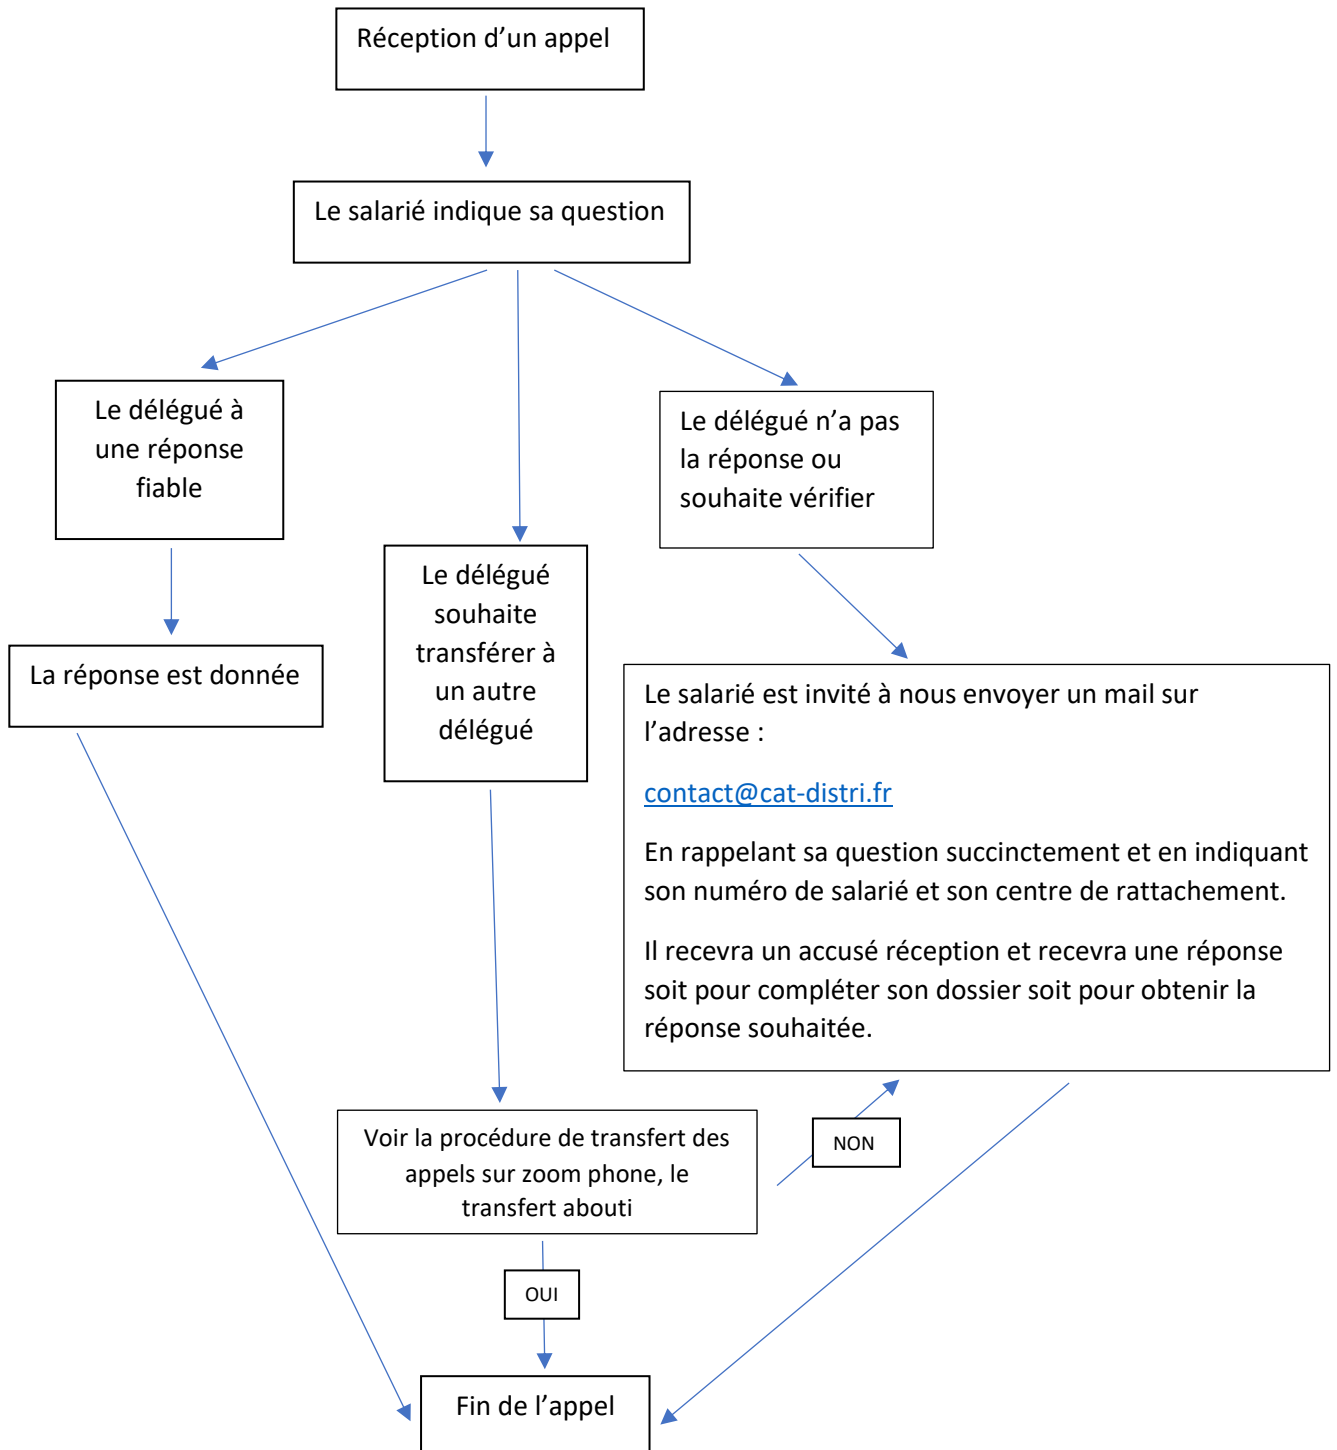 Réception d’un appel
Le salarié indique sa question
Le délégué à
une réponse
fiable
Le délégué n’a pas
la réponse ou
souhaite vérifier
Le délégué
souhaite
transférer à
un autre
délégué
La réponse est donnée
Le salarié est invité à nous envoyer un mail sur
l’adresse :
contact@cat-distri.fr
En rappelant sa question succinctement et en indiquant
son numéro de salarié et son centre de rattachement.
Il recevra un accusé réception et recevra une réponse
soit pour compléter son dossier soit pour obtenir la
réponse souhaitée.
Voir la procédure de transfert des
appels sur zoom phone, le
transfert abouti
NON
OUI
Fin de l’appel